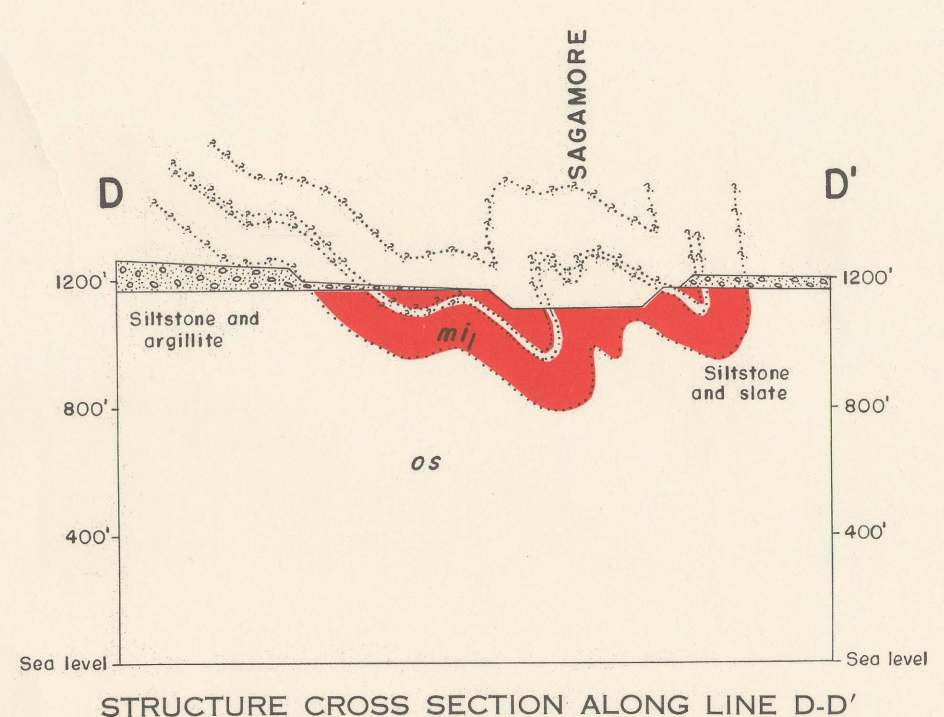 SAGAMORE
D
D'
1200'
1200'
Siltstone and
argillite
mil
Siltstone
and slate
800'
800'
os
400'
400'
Sea level
Sea level
STRUCTURE CROSS SECTION ALONG LINE D-D'